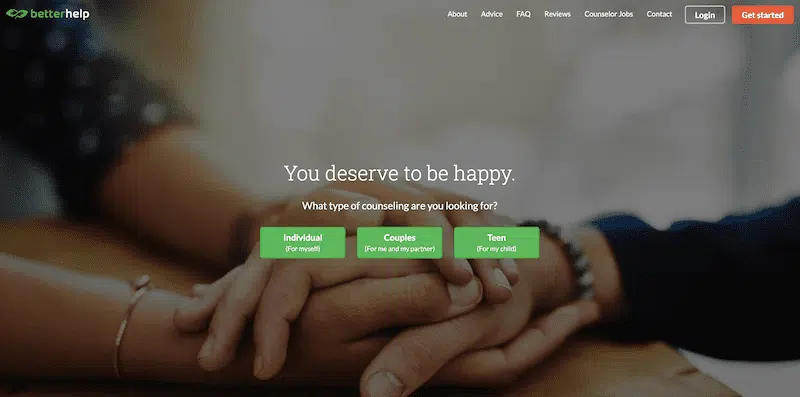 betterhelp
About Advice FAQ Reviews Counselor Jobs Contact Login Get started
You deserve to be happy.
What type of counseling are you looking for?
Individual Couples Teen
(For myself) (For me and my partner) (For my child)